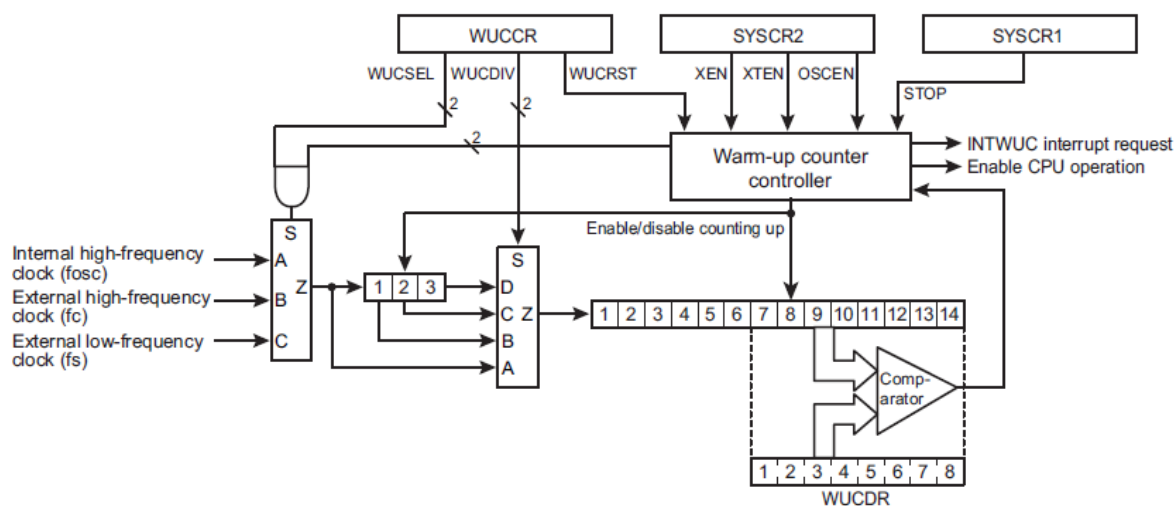 WUCCR
SYSCR2
SYSCR1
WUCSEL
WUCDIV
WUCRST
XEN
XTEN
OSCEN
STOP
2
2
2
Warm-up counter
controller
INTWUC interrupt request
Enable CPU operation
Enable/disable counting up
S
A
B
C
Z
Internal high-frequency
clock (fosc)
External high-frequency
clock (fc)
External low-frequency
clock (fs)
1 2 3
S
D
C
B
A
Z
1 2 3 4 5 6 7 8 9 10 11 12 13 14
Comp-
arator
1 2 3 4 5 6 7 8
WUCDR